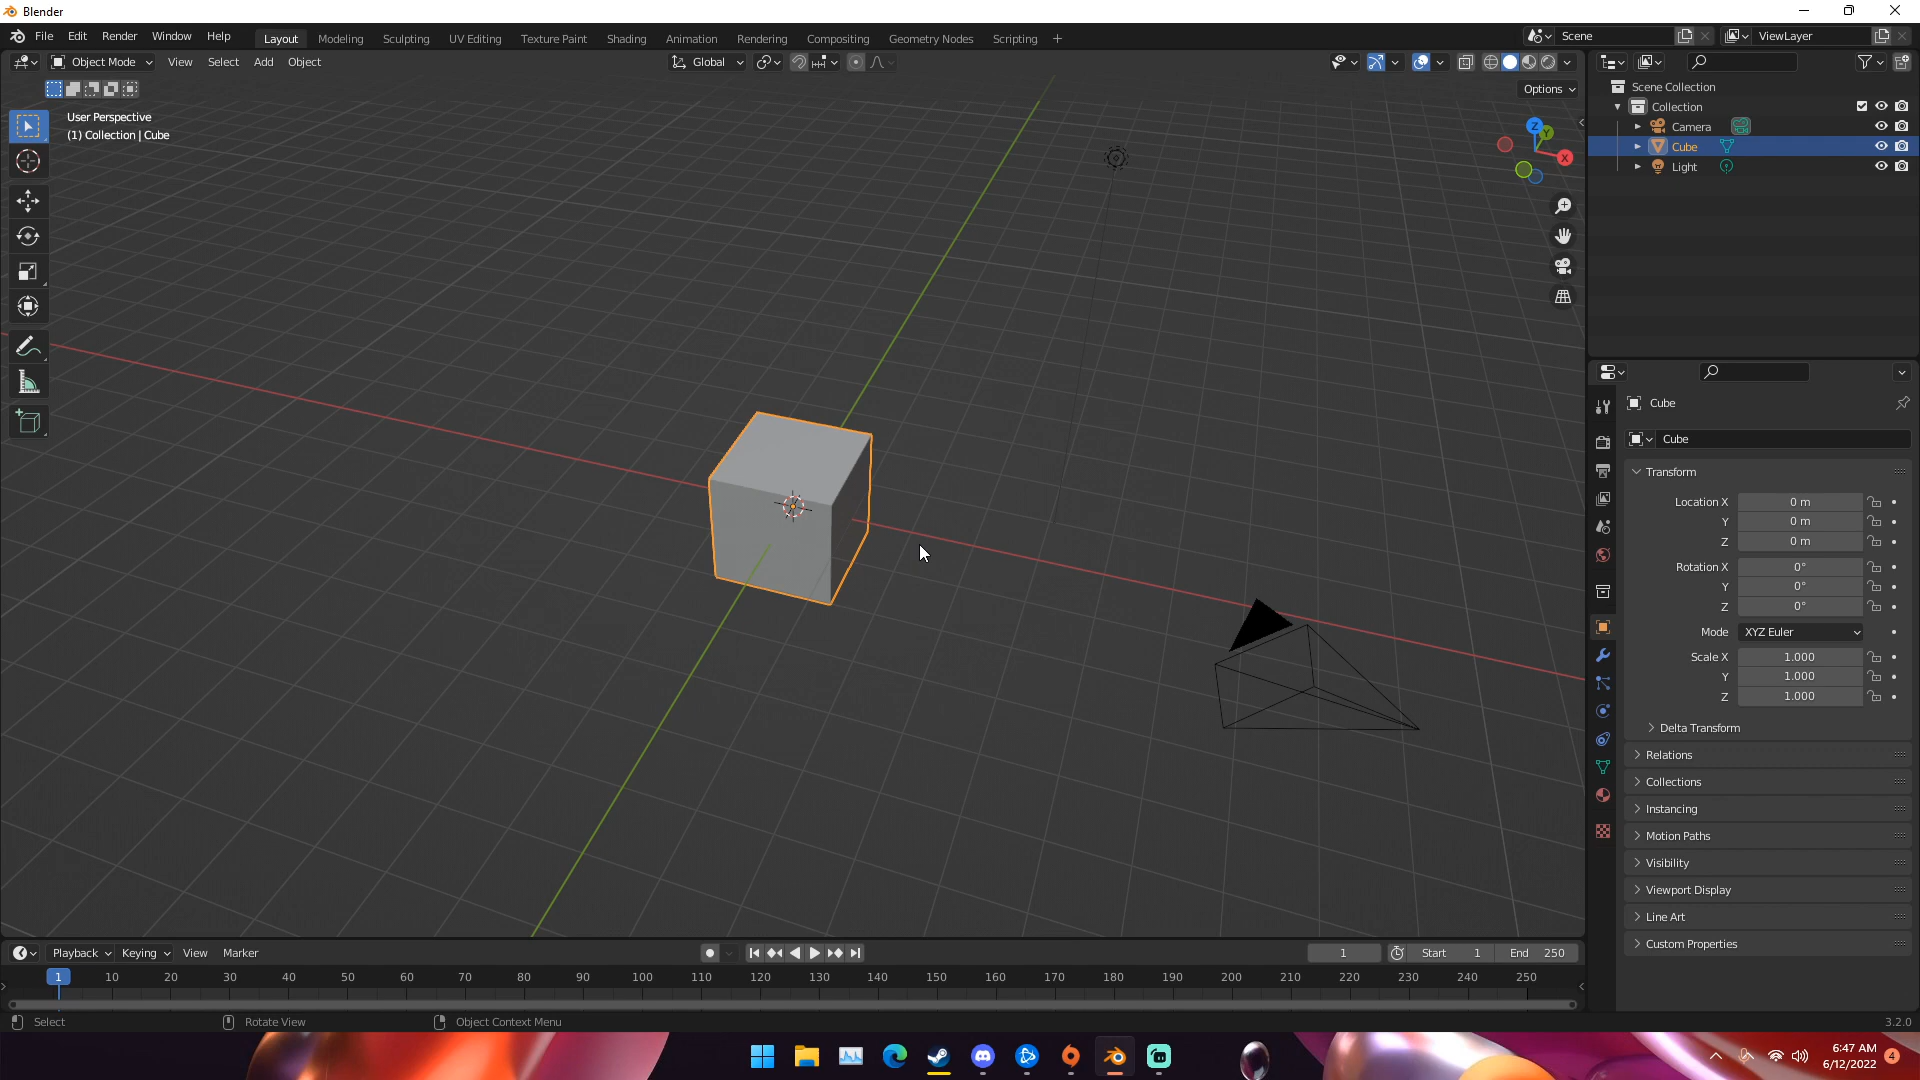 Blender
File Edit Render Window Help Layout Modeling Sculpting UV Editing Texture Paint Shading Animation Rendering Compositing Geometry Nodes Scripting + Scene ViewLayer
Object Mode View Select Add Object Global
Options
User Perspective
(1) Collection | Cube
Z Y X
Scene Collection
Collection
Camera
Cube
Light
Cube
Cube
Transform
Location X 0 m
Y 0 m
Z 0 m
Rotation X 0°
Y 0°
Z 0°
Mode XYZ Euler
Scale X 1.000
Y 1.000
Z 1.000
Delta Transform
Relations
Collections
Instancing
Motion Paths
Visibility
Viewport Display
Line Art
Custom Properties
Playback Keying View Marker 1 Start 1 End 250
1 10 20 30 40 50 60 70 80 90 100 110 120 130 140 150 160 170 180 190 200 210 220 230 240 250
Select Rotate View Object Context Menu 3.2.0
6:47 AM
6/12/2022
4